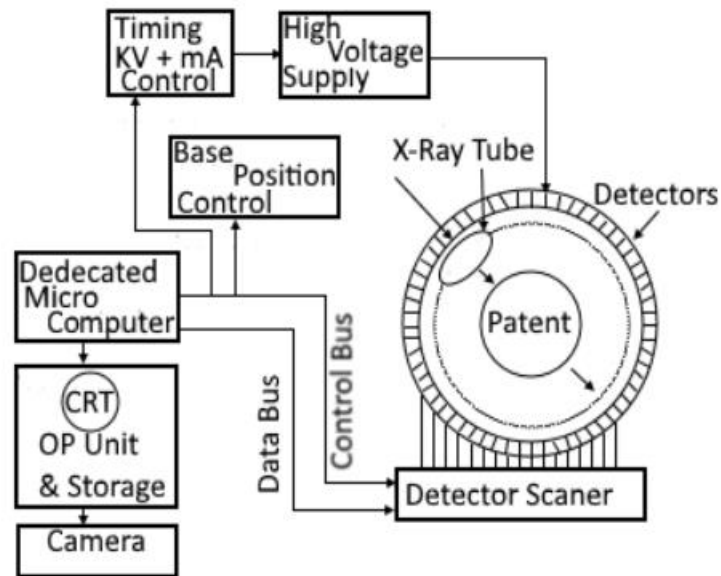 Timing
KV + mA
Control
High
Voltage
Supply
Base
Position
Control
X-Ray Tube
Detectors
Dedecated
Micro
Computer
Patent
CRT
OP Unit
& Storage
Data Bus
Control Bus
Detector Scaner
Camera